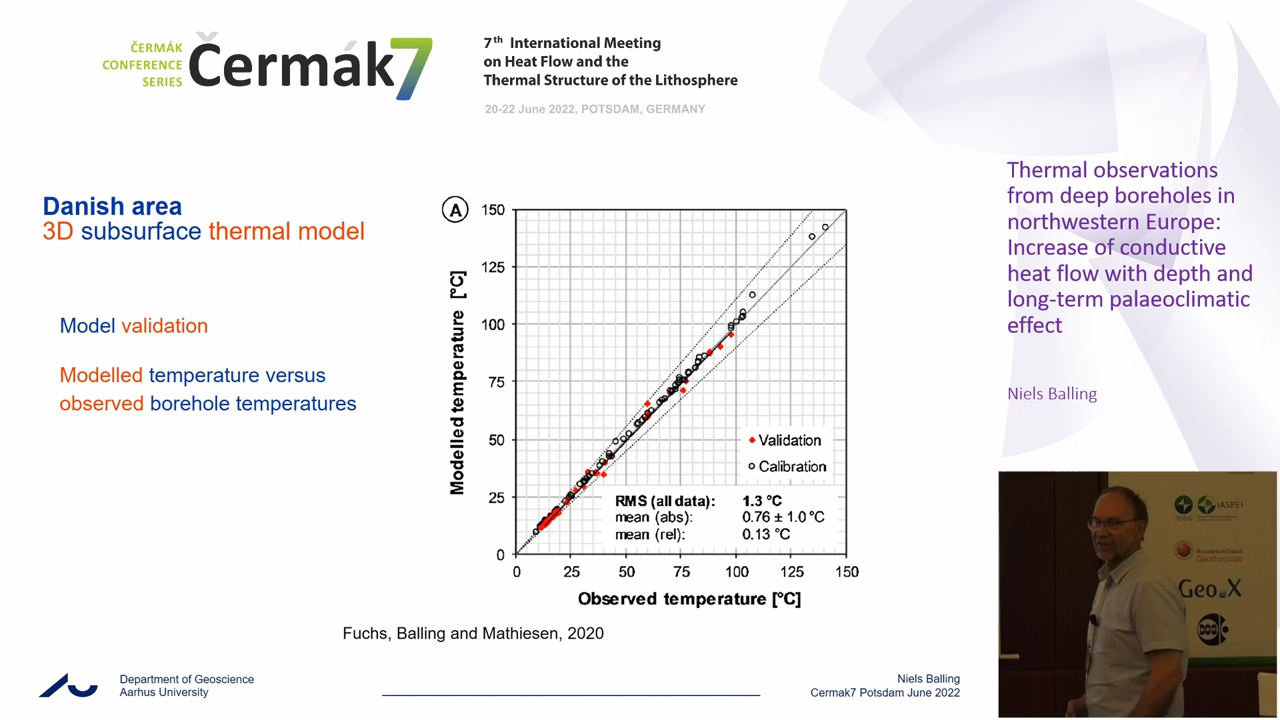 ČERMÁK
CONFERENCE
SERIES
Čermák7
7th International Meeting
on Heat Flow and the
Thermal Structure of the Lithosphere
20-22 June 2022, POTSDAM, GERMANY
Danish area
3D subsurface thermal model
Model validation
Modelled temperature versus
observed borehole temperatures
A
Modelled temperature [°C]
150
125
100
75
50
25
0
Validation
Calibration
RMS (all data): 1.3 °C
mean (abs): 0.76 ± 1.0 °C
mean (rel): 0.13 °C
0 25 50 75 100 125 150
Observed temperature [°C]
Fuchs, Balling and Mathiesen, 2020
Department of Geoscience
Aarhus University
Niels Balling
Cermak7 Potsdam June 2022
Thermal observations
from deep boreholes in
northwestern Europe:
Increase of conductive
heat flow with depth and
long-term palaeoclimatic
effect
Niels Balling
IUGG
IASPEI
Bundesverband
Geothermie
Geo.X